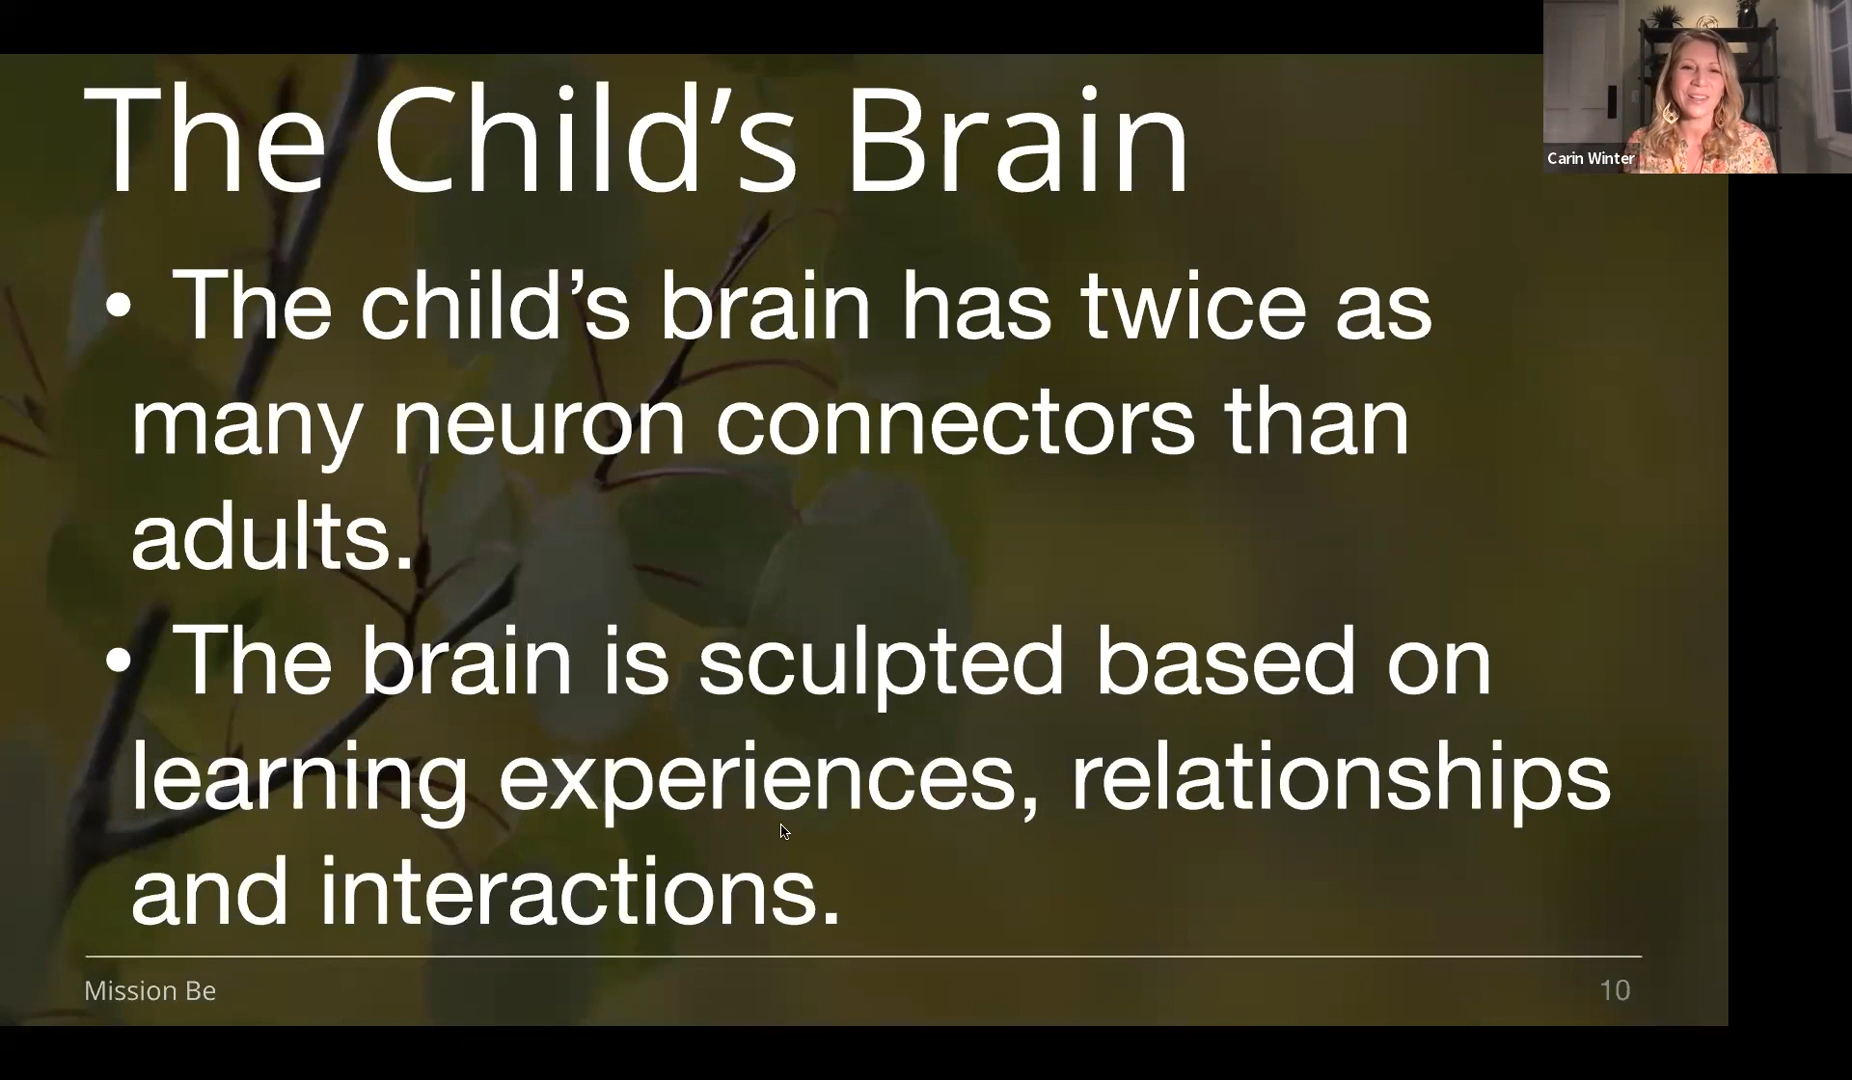 The Child’s Brain
Carin Winter
• The child’s brain has twice as
many neuron connectors than
adults.
• The brain is sculpted based on
learning experiences, relationships
and interactions.
Mission Be
10